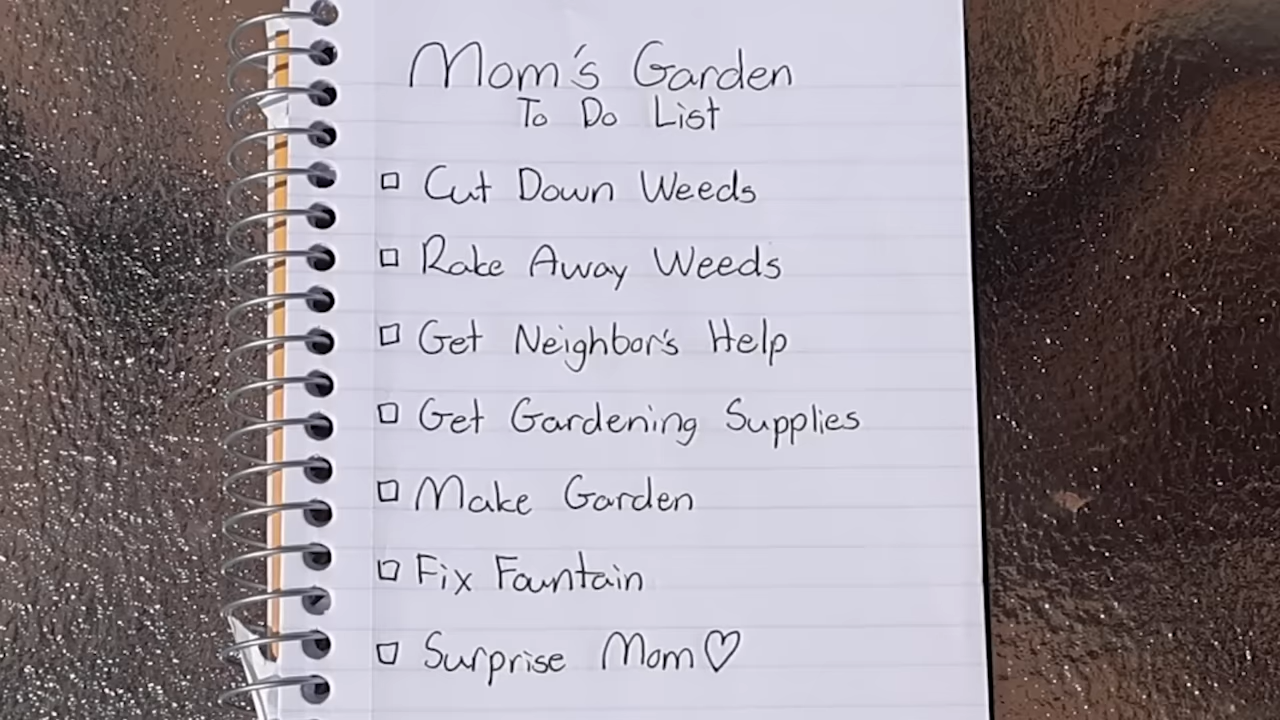 Mom's Garden
To Do List
Cut Down Weeds
Rake Away Weeds
Get Neighbor's Help
Get Gardening Supplies
Make Garden
Fix Fountain
Surprise Mom♡